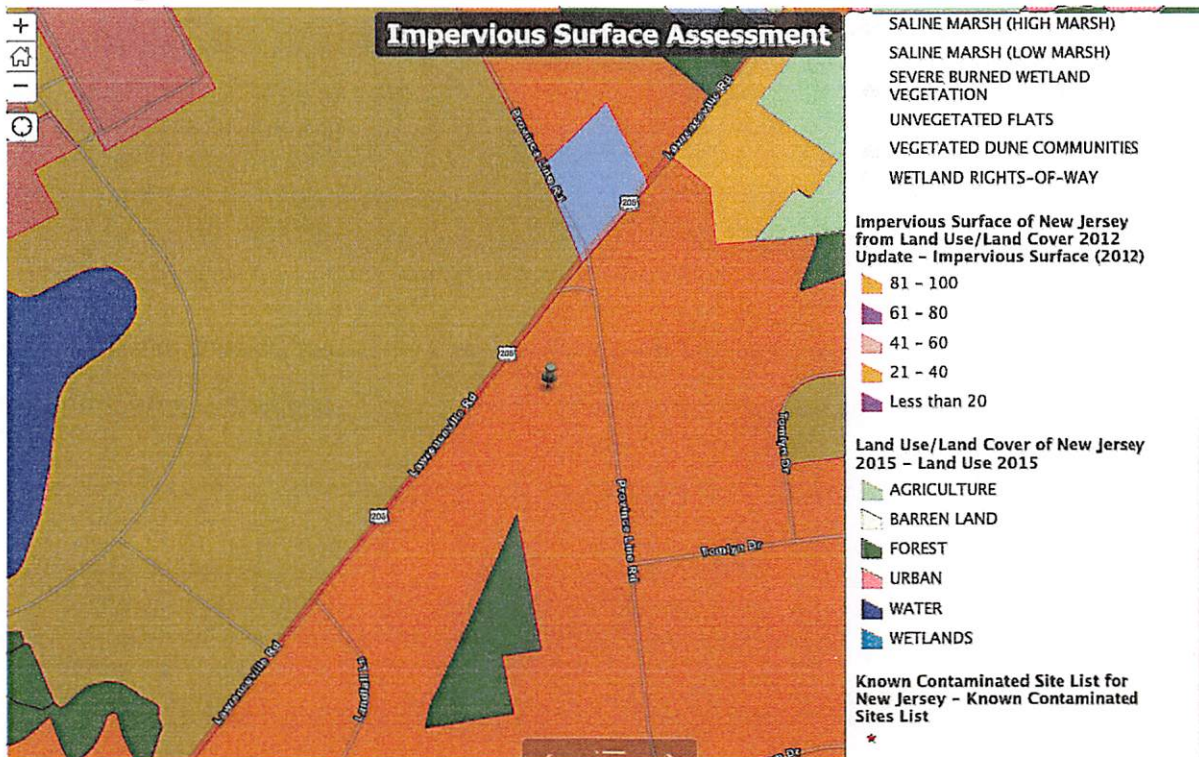 Impervious Surface Assessment
+
−
Province Line Rd
Lawrenceville Rd
206
206
Lawrenceville Rd
206
Tomlyn Dr
Province Line Rd
Tomlyn Dr
Lawrenceville Rd
SALINE MARSH (HIGH MARSH)
SALINE MARSH (LOW MARSH)
SEVERE BURNED WETLAND
VEGETATION
UNVEGETATED FLATS
VEGETATED DUNE COMMUNITIES
WETLAND RIGHTS-OF-WAY
Impervious Surface of New Jersey
from Land Use/Land Cover 2012
Update - Impervious Surface (2012)
81 - 100
61 - 80
41 - 60
21 - 40
Less than 20
Land Use/Land Cover of New Jersey
2015 - Land Use 2015
AGRICULTURE
BARREN LAND
FOREST
URBAN
WATER
WETLANDS
Known Contaminated Site List for
New Jersey - Known Contaminated
Sites List